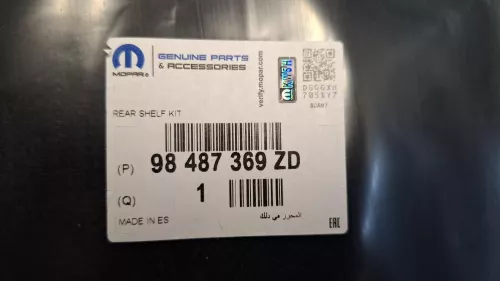 MOPAR®
GENUINE PARTS
& ACCESSORIES
verify.mopar.com
REAR SHELF KIT
(P) 98 487 369 ZD
(Q) 1
MADE IN ES
EAC